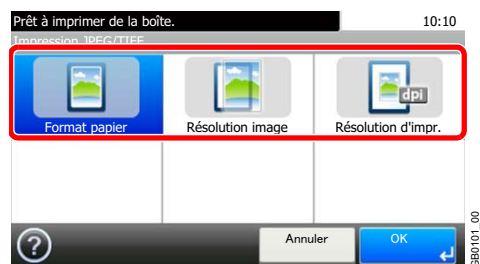 Prêt à imprimer de la boîte. 10:10
Impression JPEG/TIFF
Format papier Résolution image Résolution d'impr.
dpi
? Annuler OK
GB0101_00